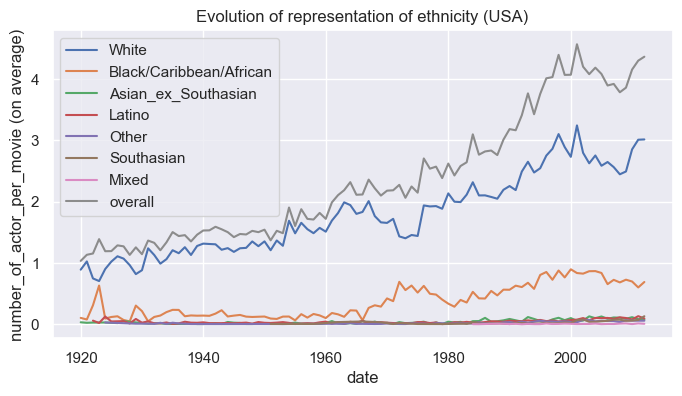 Evolution of representation of ethnicity (USA)
number_of_actor_per_movie (on average)
4
3
2
1
0
White
Black/Caribbean/African
Asian_ex_Southasian
Latino
Other
Southasian
Mixed
overall
1920
1940
1960
1980
2000
date